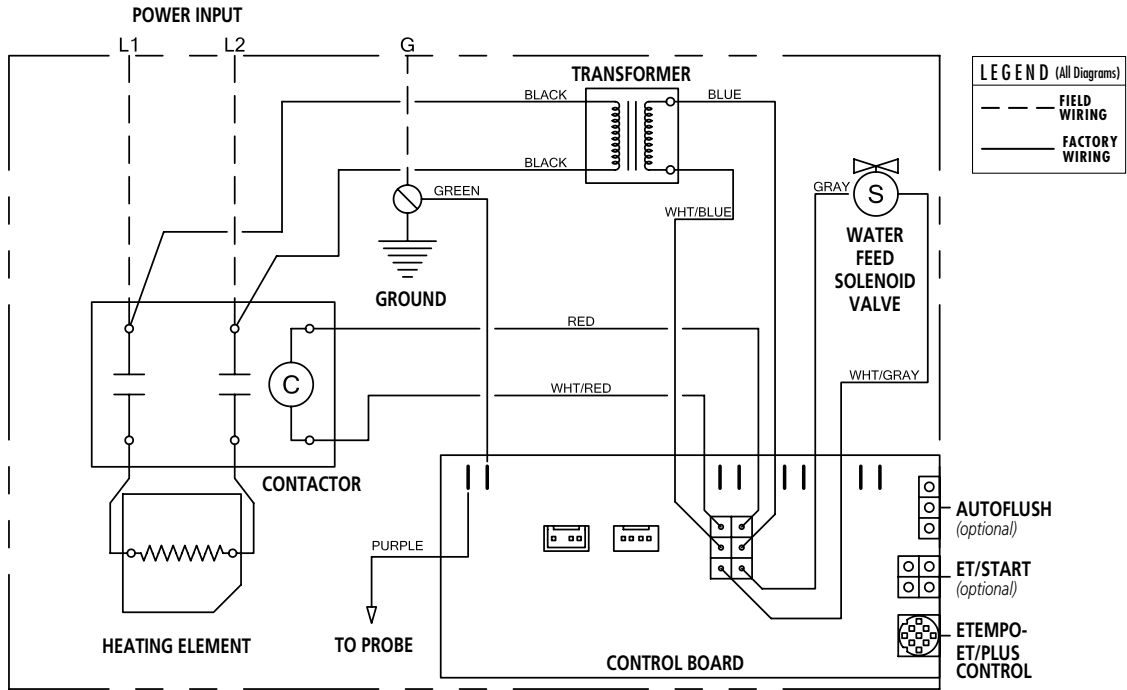 POWER INPUT
L1
L2
G
LEGEND (All Diagrams)
FIELD
WIRING
FACTORY
WIRING
TRANSFORMER
BLACK
BLUE
BLACK
GREEN
GRAY
S
WHT/BLUE
WATER
FEED
SOLENOID
VALVE
GROUND
RED
C
WHT/RED
WHT/GRAY
CONTACTOR
AUTOFLUSH
(optional)
PURPLE
ET/START
(optional)
HEATING ELEMENT
TO PROBE
CONTROL BOARD
ETEMPO-
ET/PLUS
CONTROL